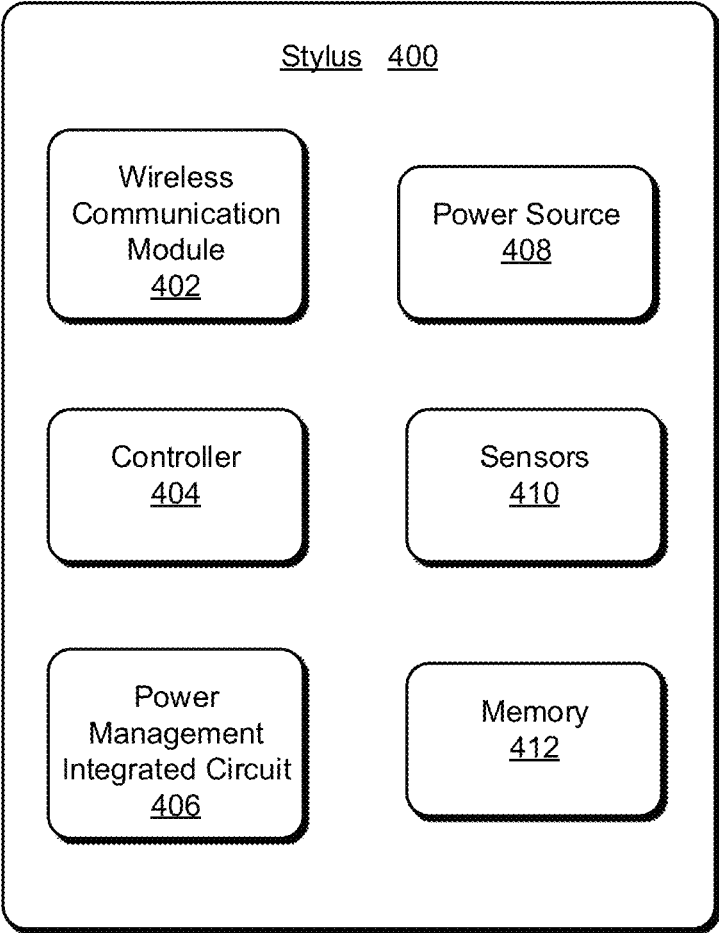 Stylus 400
Wireless
Communication
Module
402
Power Source
408
Controller
404
Sensors
410
Power
Management
Integrated Circuit
406
Memory
412